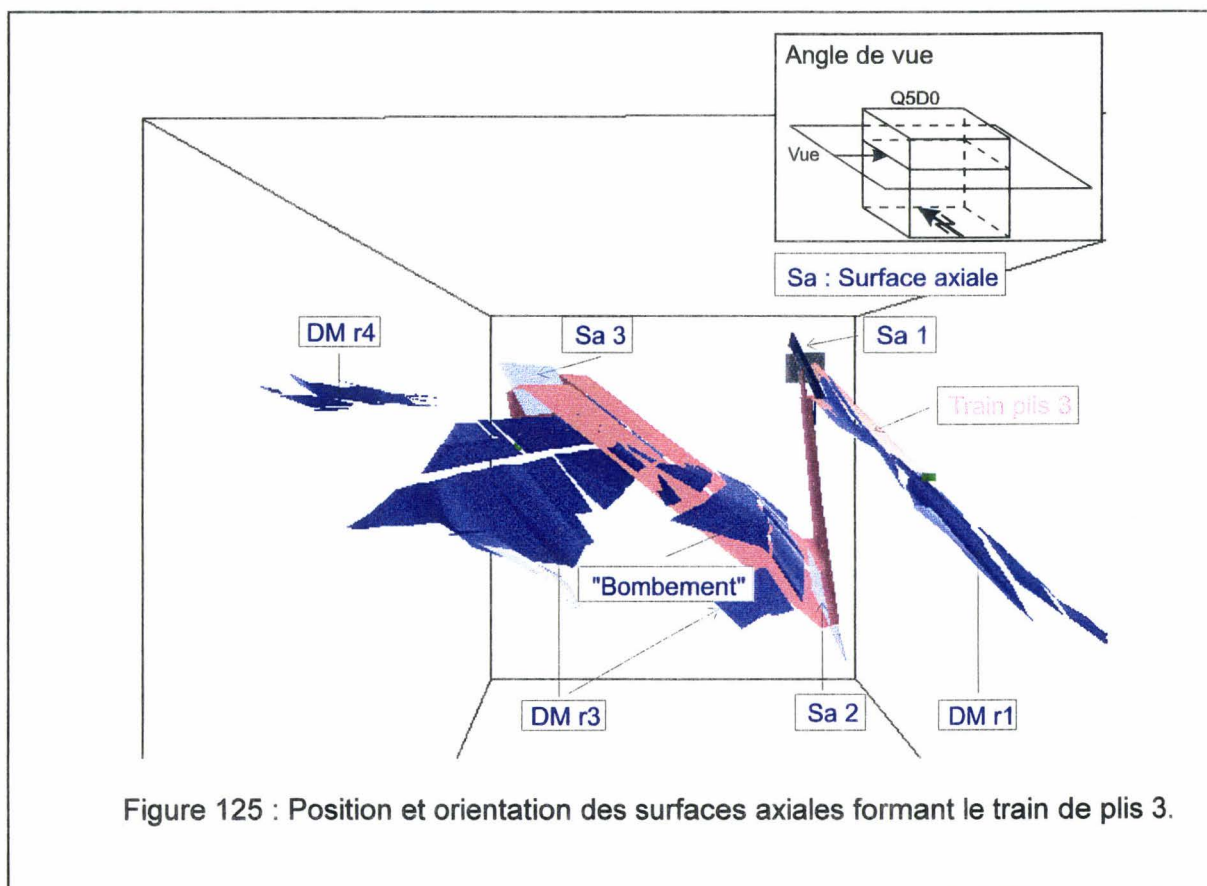 Angle de vue
Q5D0
Vue
N
Sa : Surface axiale
DM r4
Sa 3
Sa 1
Train plis 3
"Bombement"
DM r3
Sa 2
DM r1
Figure 125 : Position et orientation des surfaces axiales formant le train de plis 3.